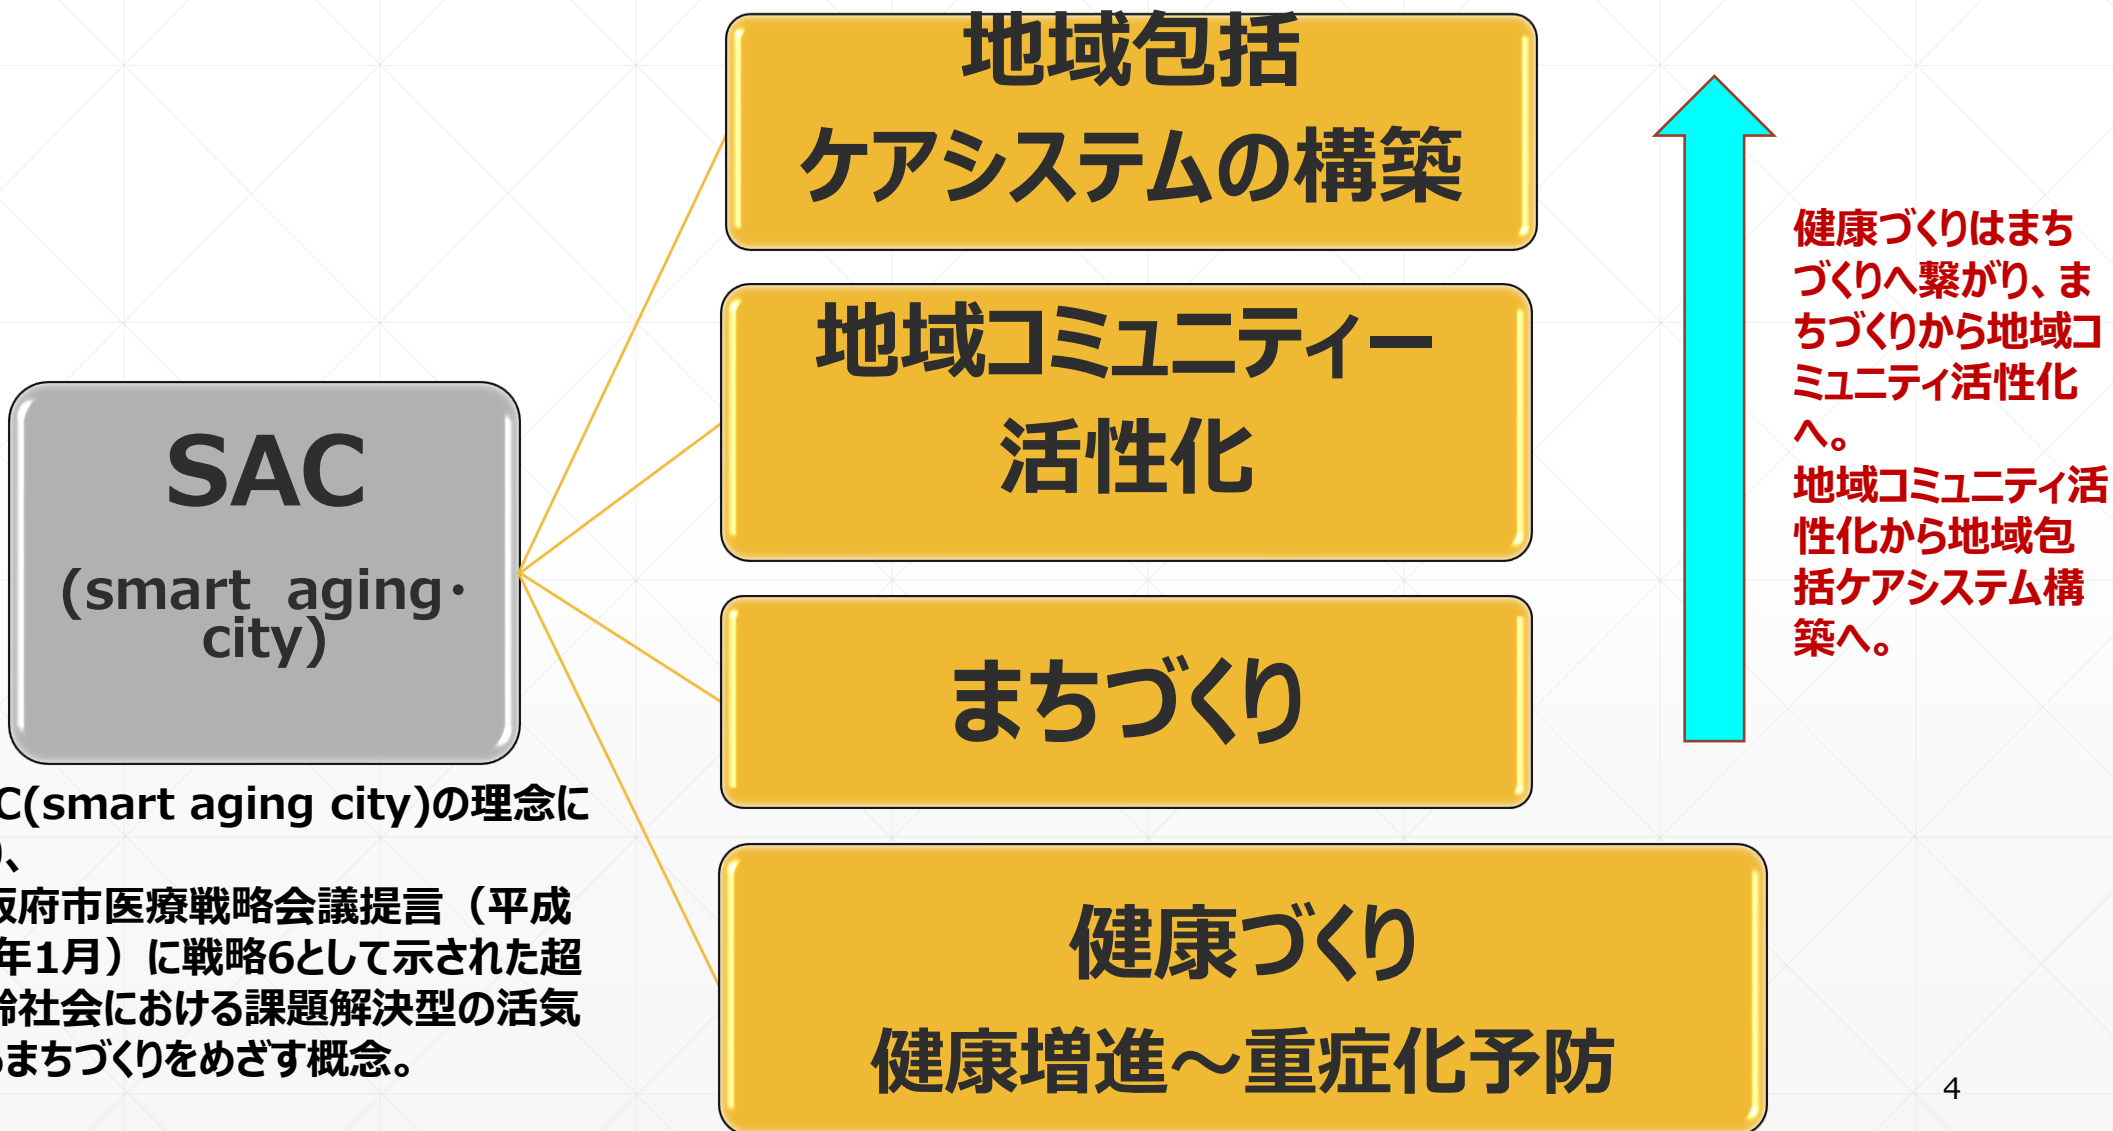 地域包括
ケアシステムの構築
地域コミュニティー
活性化
まちづくり
健康づくり
健康増進～重症化予防
SAC
(smart aging・
city)
C(smart aging city)の理念に
、
阪府市医療戦略会議提言（平成
年1月）に戦略6として示された超
齢社会における課題解決型の活気
るまちづくりをめざす概念。
健康づくりはまち
づくりへ繋がり、ま
ちづくりから地域コ
ミュニティ活性化
へ。
地域コミュニティ活
性化から地域包
括ケアシステム構
築へ。
4